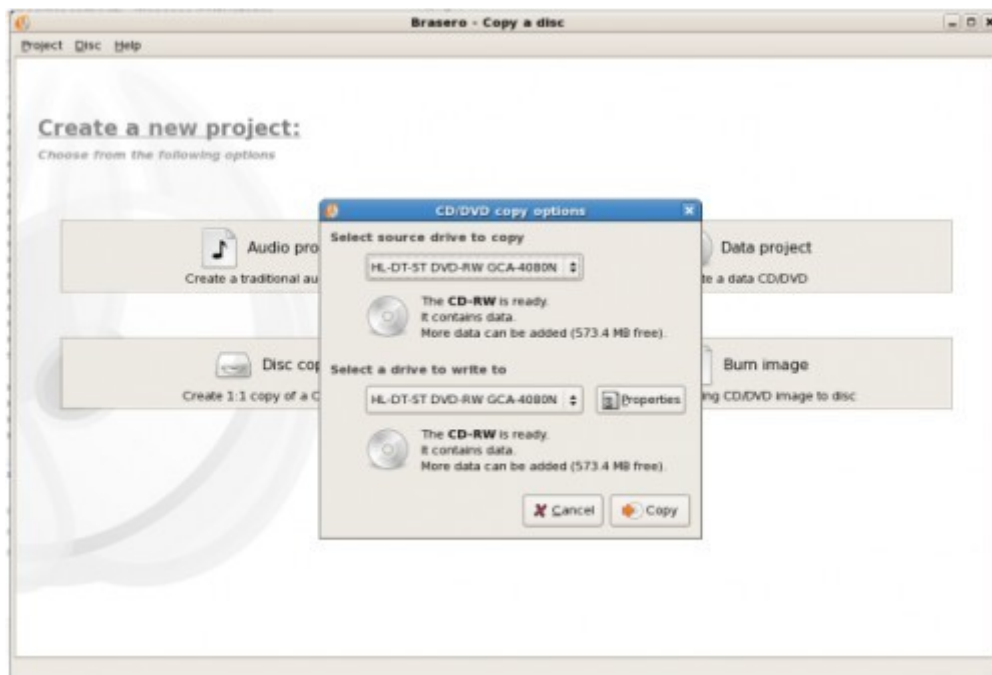 Brasero - Copy a disc
Project Disc Help
Create a new project:
Choose from the following options
Audio pro
Create a traditional au
Data project
te a data CD/DVD
Disc cop
Create 1:1 copy of a C
Burn image
ng CD/DVD image to disc
CD/DVD copy options
Select source drive to copy
HL-DT-ST DVD-RW GCA-4080N
The CD-RW is ready.
It contains data.
More data can be added (573.4 MB free).
Select a drive to write to
HL-DT-ST DVD-RW GCA-4080N Properties
The CD-RW is ready.
It contains data.
More data can be added (573.4 MB free).
Cancel Copy